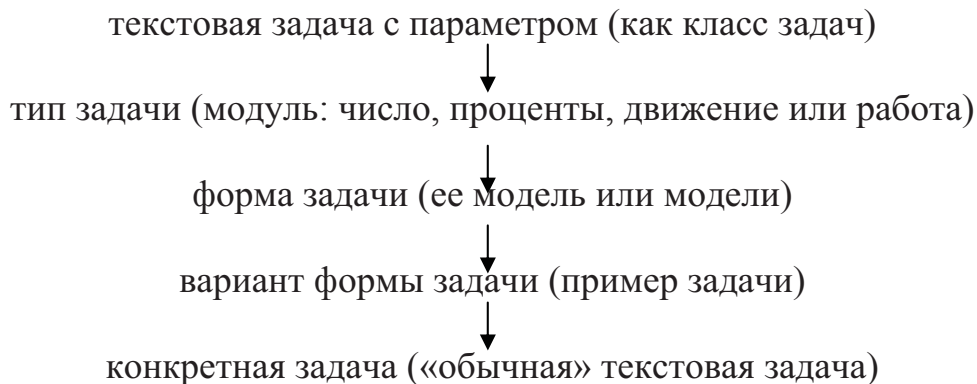 текстовая задача с параметром (как класс задач)
тип задачи (модуль: число, проценты, движение или работа)
форма задачи (ее модель или модели)
вариант формы задачи (пример задачи)
конкретная задача («обычная» текстовая задача)